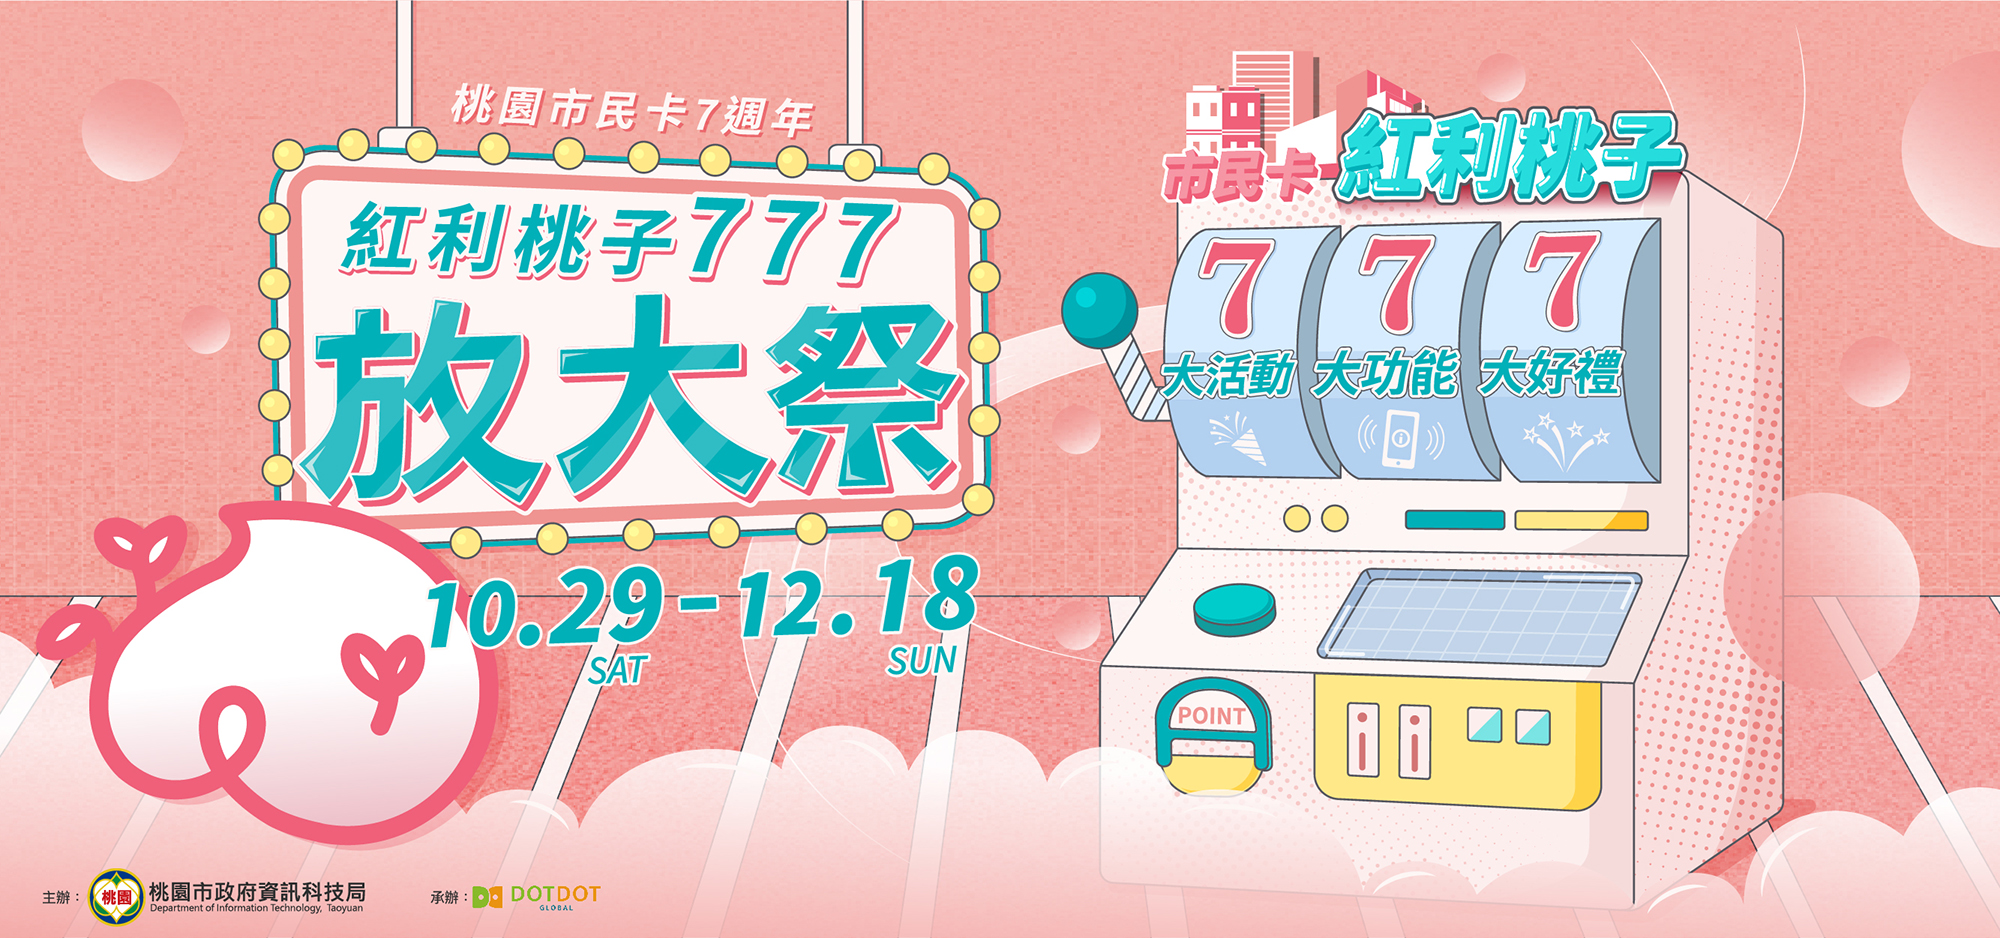 桃園市民卡7週年
紅利桃子777
放大祭
10.29-12.18
SAT
SUN
市民卡
紅利桃子
7 7 7
大活動 大功能 大好禮
POINT
主辦：桃園 桃園市政府資訊科技局
Department of Information Technology, Taoyuan
承辦：DOTDOT
GLOBAL